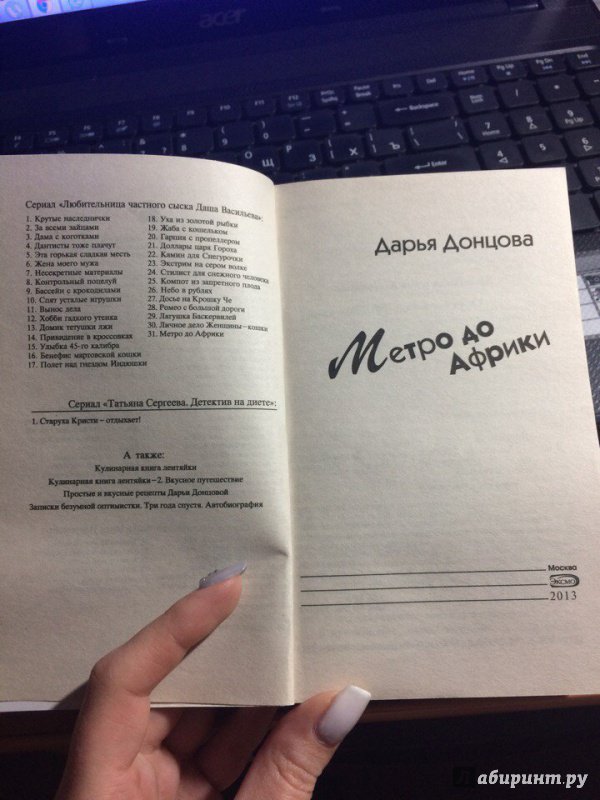 acer
Сериал «Любительница частного сыска Даша Васильева»:
1. Крутые наследнички
2. За всеми зайцами
3. Дама с коготками
4. Дантисты тоже плачут
5. Эта горькая сладкая месть
6. Жена моего мужа
7. Несекретные материалы
8. Контрольный поцелуй
9. Бассейн с крокодилами
10. Спят усталые игрушки
11. Вынос дела
12. Хобби гадкого утенка
13. Домик тетушки лжи
14. Привидение в кроссовках
15. Улыбка 45-го калибра
16. Бенефис мартовской кошки
17. Полет над гнездом Индюшки
18. Уха из золотой рыбки
19. Жаба с кошельком
20. Гарпия с пропеллером
21. Доллары царя Гороха
22. Камин для Снегурочки
23. Экстрим на сером волке
24. Стилист для снежного человека
25. Компот из запретного плода
26. Небо в рублях
27. Досье на Крошку Че
28. Ромео с большой дороги
29. Лягушка Баскервилей
30. Личное дело Женщины-кошки
31. Метро до Африки
Сериал «Татьяна Сергеева. Детектив на диете»:
1. Старуха Кристи – отдыхает!
А также:
Кулинарная книга лентяйки
Кулинарная книга лентяйки–2. Вкусное путешествие
Простые и вкусные рецепты Дарьи Донцовой
Записки безумной оптимистки. Три года спустя. Автобиография
Дарья Донцова
Метро до
Африки
Москва
ЭКСМО
2013
абиринт.ру